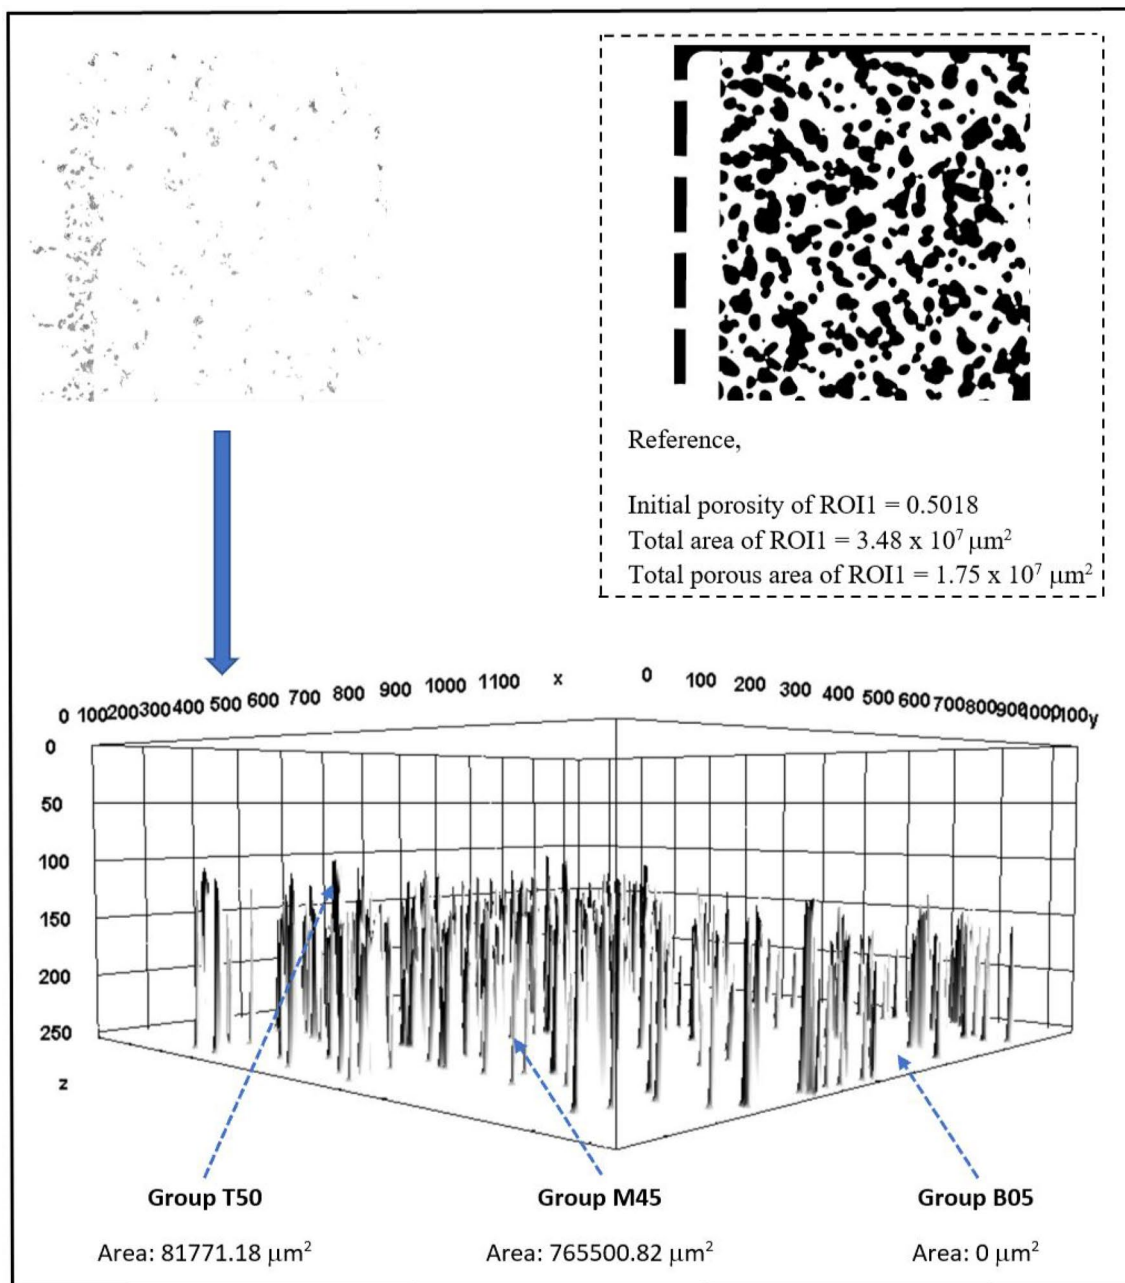 Reference,
Initial porosity of ROI1 = 0.5018
Total area of ROI1 = 3.48 x 10⁷ μm²
Total porous area of ROI1 = 1.75 x 10⁷ μm²
0 100 200 300 400 500 600 700 800 900 1000 1100 x
0 100 200 300 400 500 600 700 800 900 1000 1100 y
0
50
100
150
200
250
z
Group T50 Group M45 Group B05
Area: 81771.18 μm² Area: 765500.82 μm² Area: 0 μm²